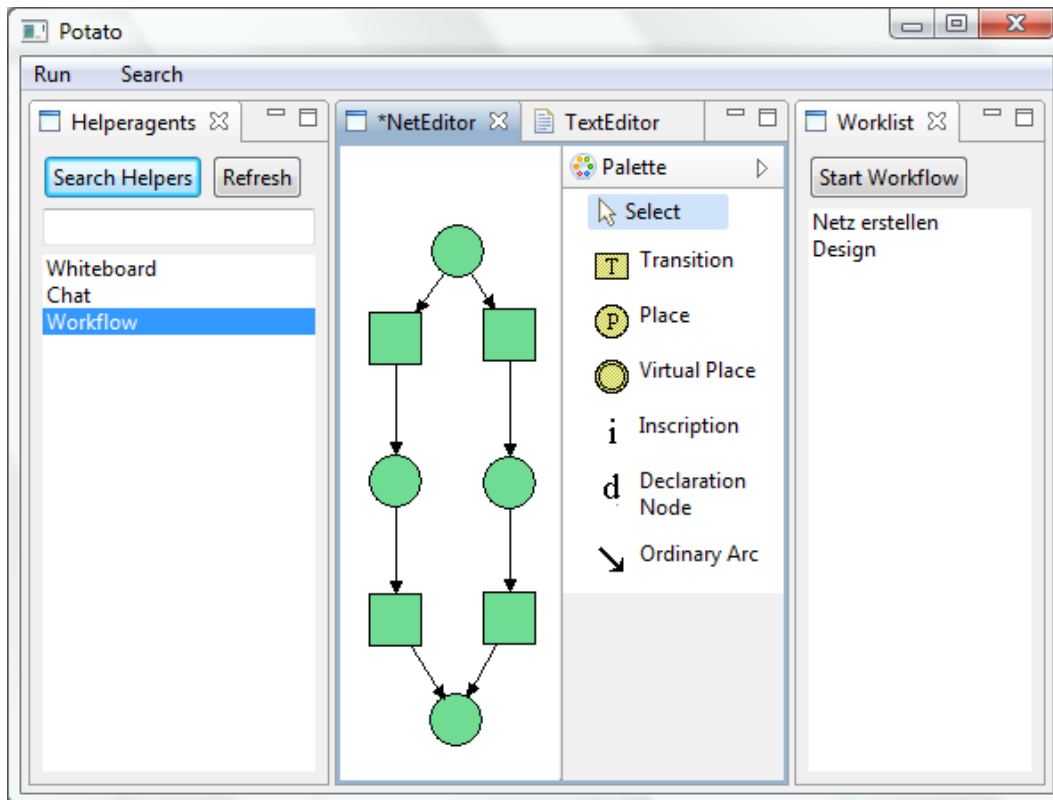 Potato
Run Search
Helperagents
Search Helpers Refresh
Whiteboard
Chat
Workflow
*NetEditor TextEditor
Palette
Select
T Transition
P Place
Virtual Place
i Inscription
d Declaration
Node
Ordinary Arc
Worklist
Start Workflow
Netz erstellen
Design